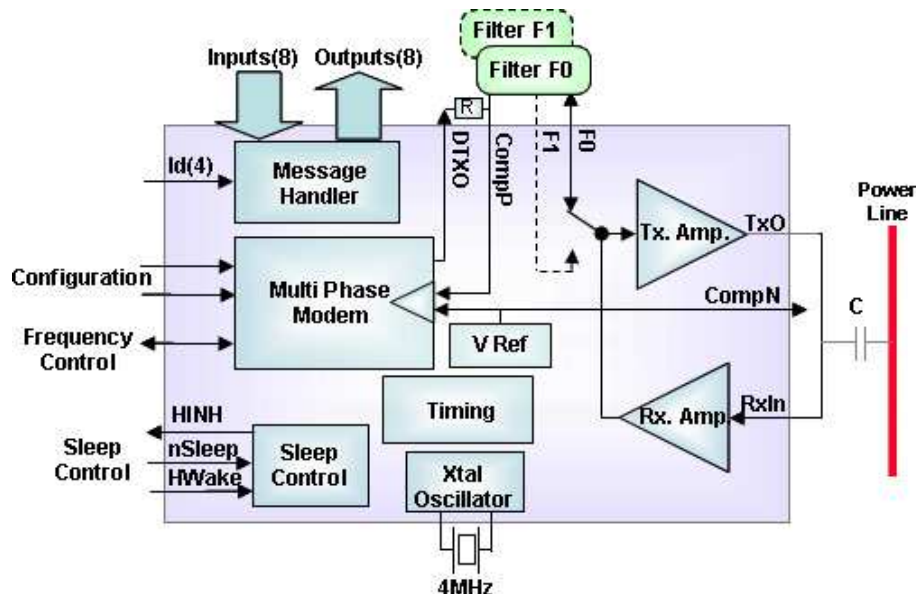 Filter F1
Filter F0
Inputs(8) Outputs(8)
R
DTXO
CompP
F1
F0
Id(4)
Message
Handler
Tx. Amp.
TxO
Power
Line
Configuration
Multi Phase
Modem
CompN
C
V Ref
Frequency
Control
Timing
Rx. Amp.
RxIn
HINH
nSleep
HWake
Sleep
Control
Sleep
Control
Xtal
Oscillator
4MHz